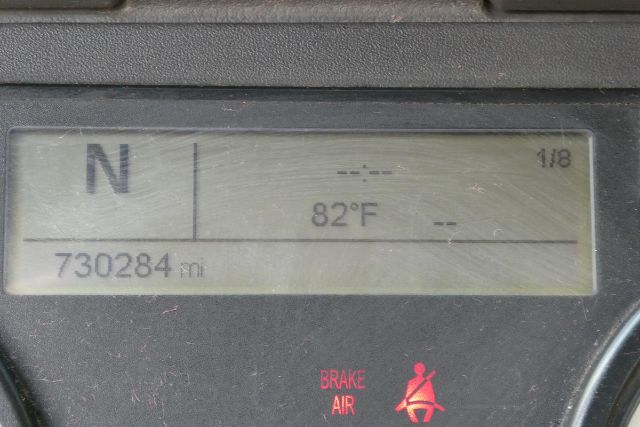 N
--:--
1/8
82°F --
730284 mi
BRAKE
AIR